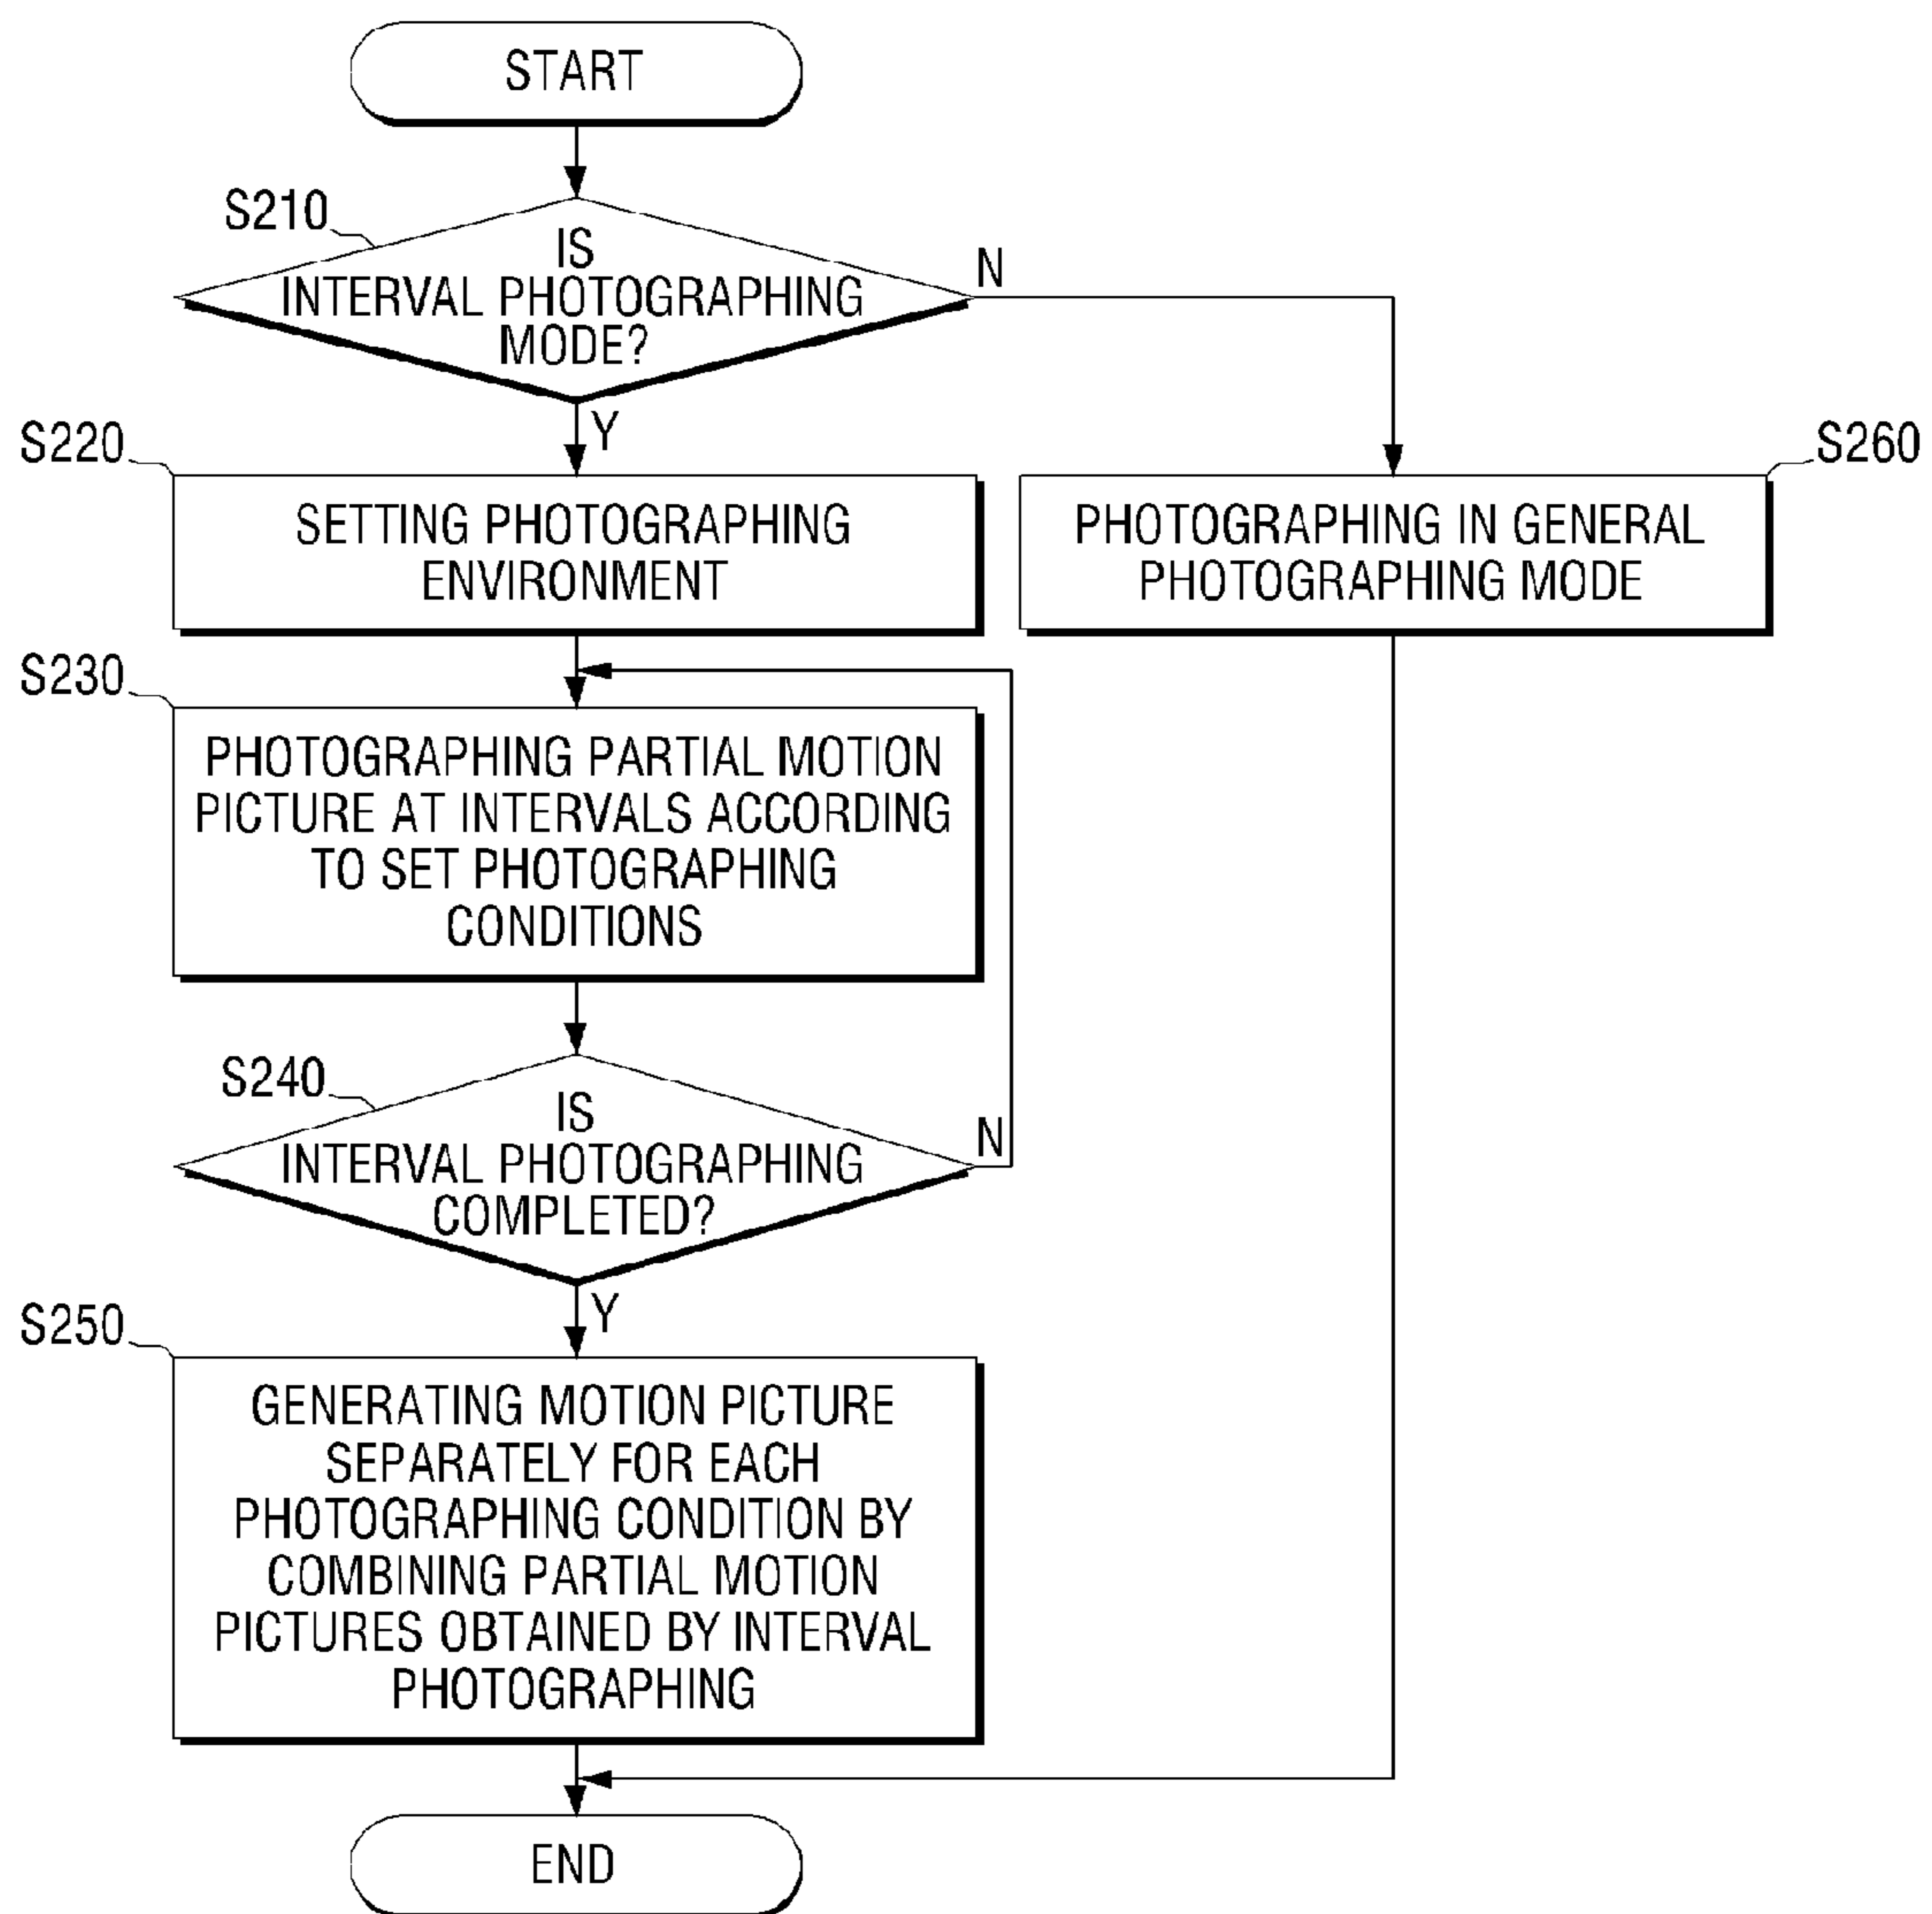 START
S210
IS
INTERVAL PHOTOGRAPHING
MODE?
N
Y
S220
SETTING PHOTOGRAPHING
ENVIRONMENT
S260
PHOTOGRAPHING IN GENERAL
PHOTOGRAPHING MODE
S230
PHOTOGRAPHING PARTIAL MOTION
PICTURE AT INTERVALS ACCORDING
TO SET PHOTOGRAPHING
CONDITIONS
S240
IS
INTERVAL PHOTOGRAPHING
COMPLETED?
N
Y
S250
GENERATING MOTION PICTURE
SEPARATELY FOR EACH
PHOTOGRAPHING CONDITION BY
COMBINING PARTIAL MOTION
PICTURES OBTAINED BY INTERVAL
PHOTOGRAPHING
END